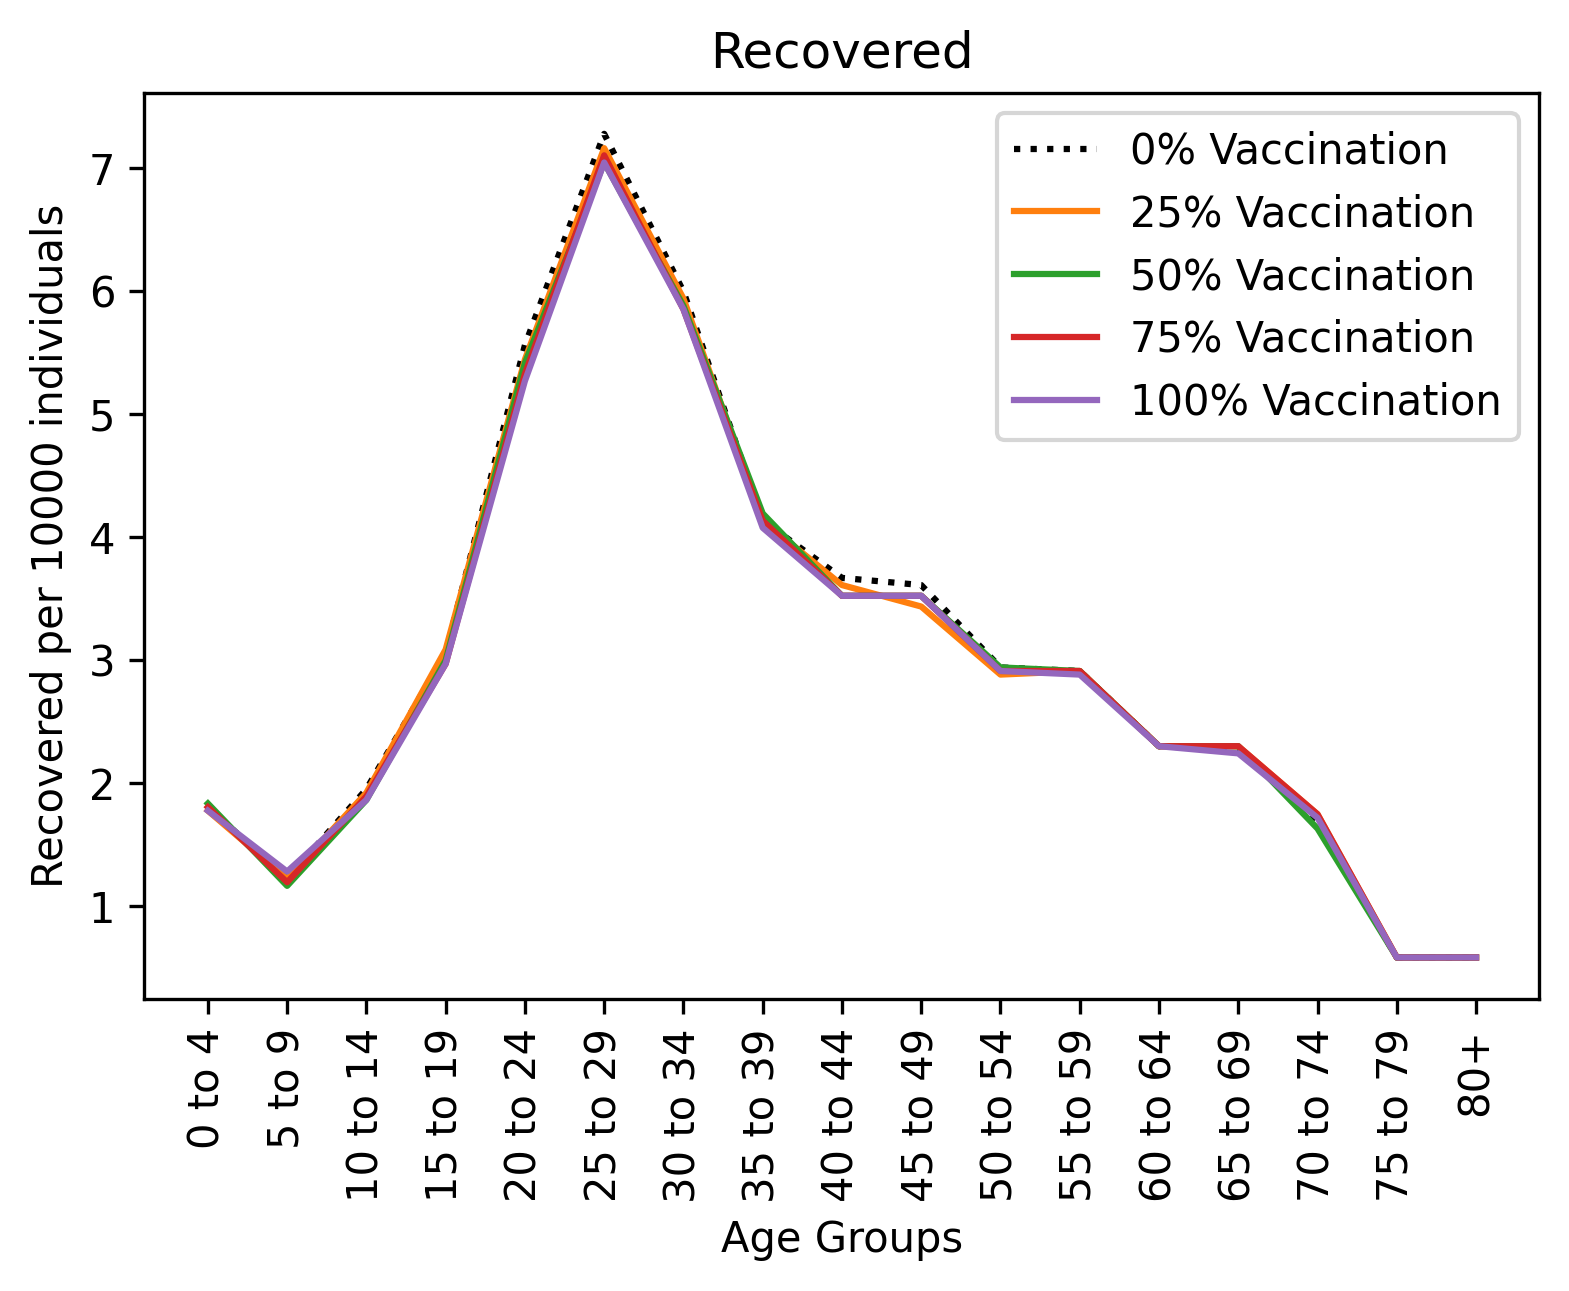 Recovered
Recovered per 10000 individuals
7
6
5
4
3
2
1
0% Vaccination
25% Vaccination
50% Vaccination
75% Vaccination
100% Vaccination
0 to 4
5 to 9
10 to 14
15 to 19
20 to 24
25 to 29
30 to 34
35 to 39
40 to 44
45 to 49
50 to 54
55 to 59
60 to 64
65 to 69
70 to 74
75 to 79
80+
Age Groups